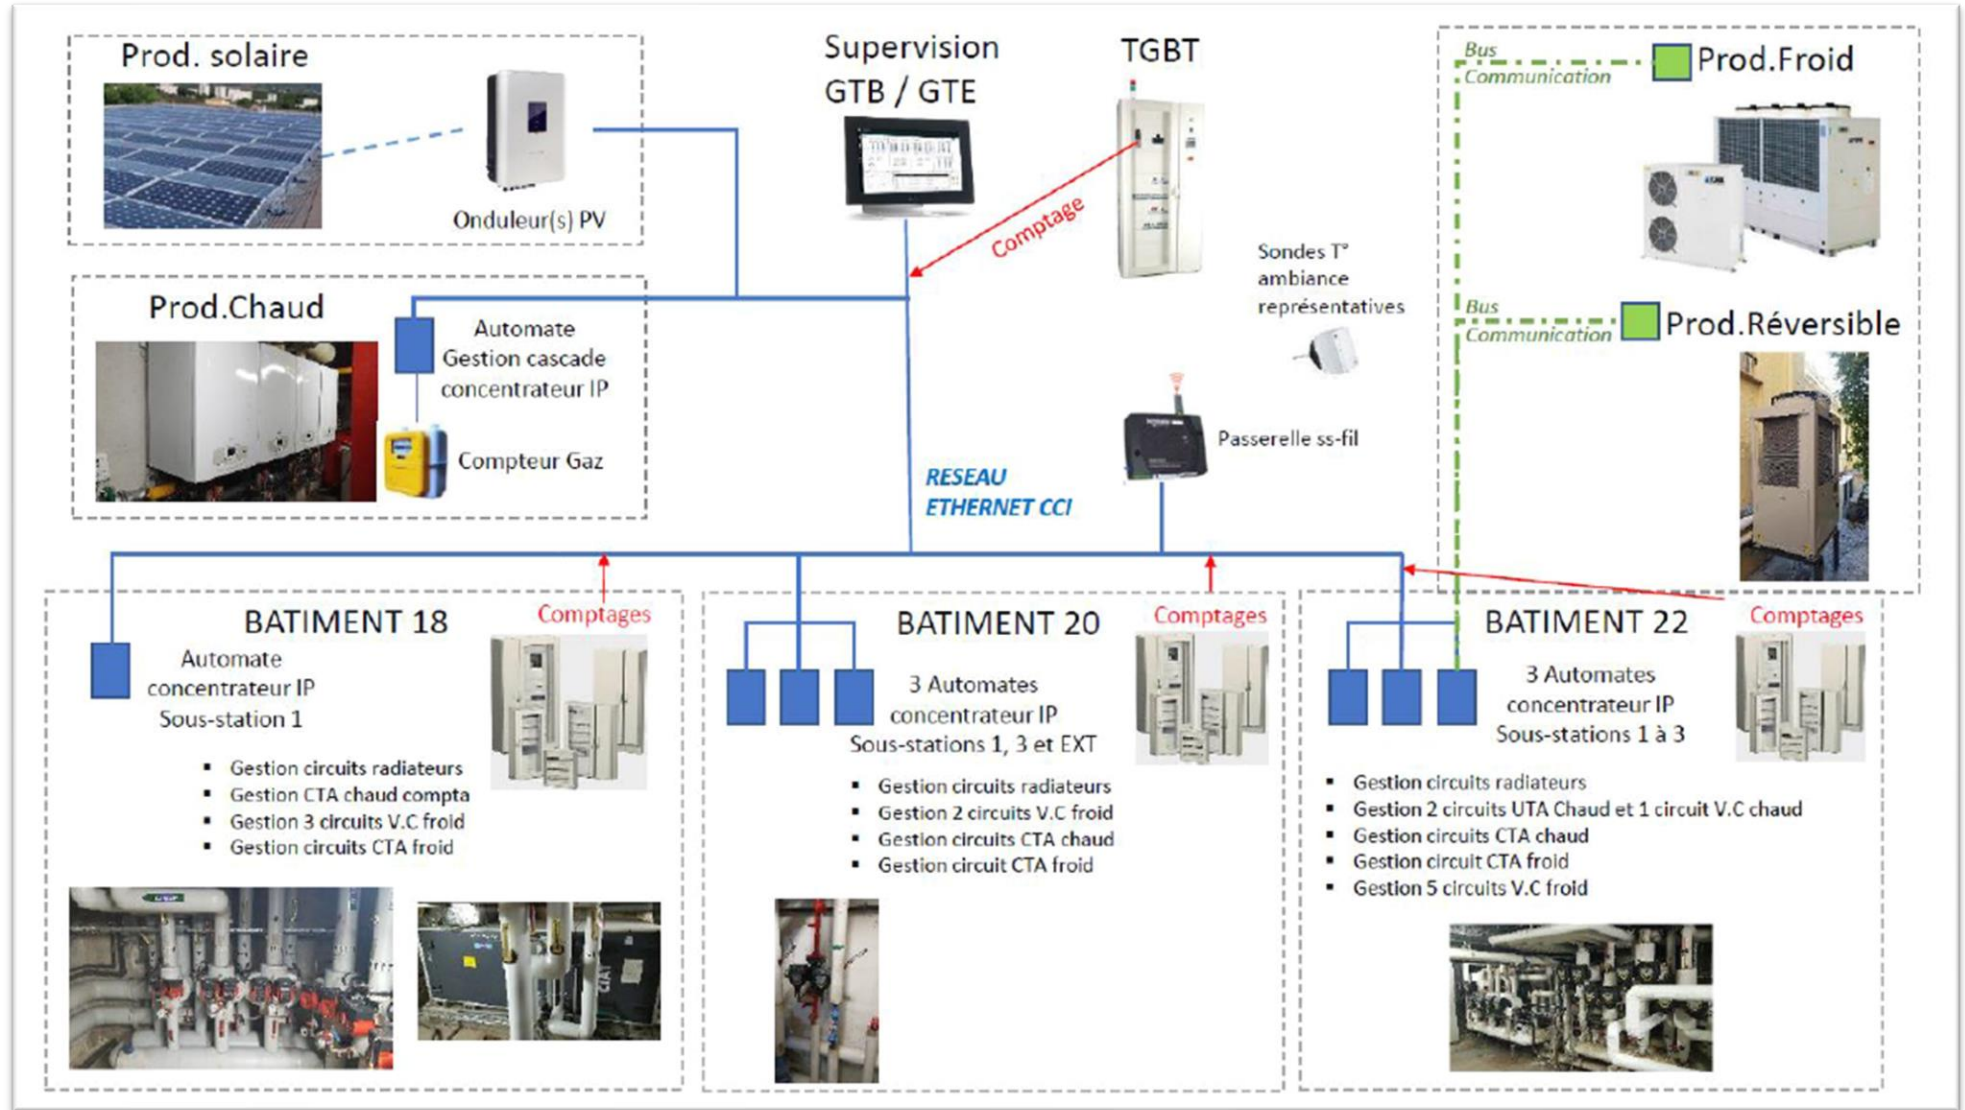 Prod. solaire
Onduleur(s) PV
Supervision
GTB / GTE
TGBT
Comptage
Bus
Communication
Prod.Froid
Sondes T°
ambiance
représentatives
Bus
Communication
Prod.Réversible
Prod.Chaud
Automate
Gestion cascade
concentrateur IP
Compteur Gaz
Passerelle ss-fil
RESEAU
ETHERNET CCI
BATIMENT 18
Comptages
Automate
concentrateur IP
Sous-station 1
▪ Gestion circuits radiateurs
▪ Gestion CTA chaud compta
▪ Gestion 3 circuits V.C froid
▪ Gestion circuits CTA froid
CIAT
BATIMENT 20
Comptages
3 Automates
concentrateur IP
Sous-stations 1, 3 et EXT
▪ Gestion circuits radiateurs
▪ Gestion 2 circuits V.C froid
▪ Gestion circuits CTA chaud
▪ Gestion circuit CTA froid
BATIMENT 22
Comptages
3 Automates
concentrateur IP
Sous-stations 1 à 3
▪ Gestion circuits radiateurs
▪ Gestion 2 circuits UTA Chaud et 1 circuit V.C chaud
▪ Gestion circuits CTA chaud
▪ Gestion circuit CTA froid
▪ Gestion 5 circuits V.C froid